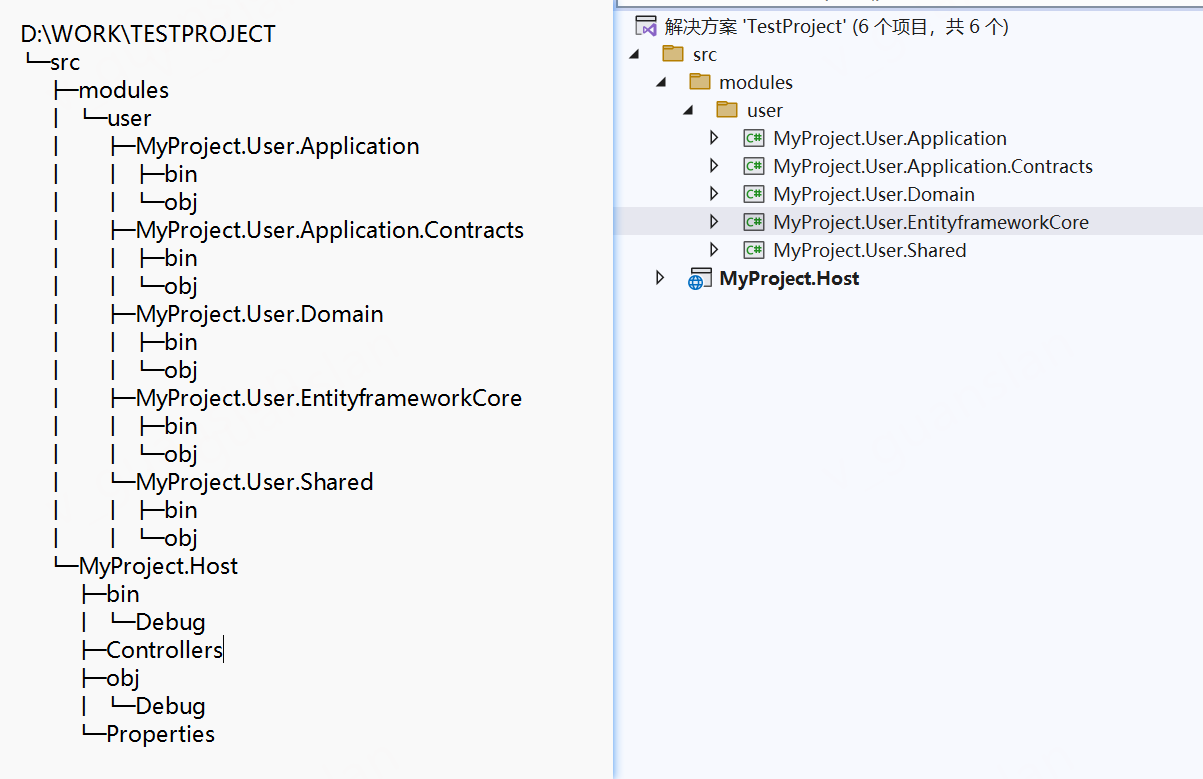 D:\WORK\TESTPROJECT
└─src
    ├─modules
    │  └─user
    │      ├─MyProject.User.Application
    │      │  ├─bin
    │      │  └─obj
    │      ├─MyProject.User.Application.Contracts
    │      │  ├─bin
    │      │  └─obj
    │      ├─MyProject.User.Domain
    │      │  ├─bin
    │      │  └─obj
    │      ├─MyProject.User.EntityframeworkCore
    │      │  ├─bin
    │      │  └─obj
    │      └─MyProject.User.Shared
    │      │  ├─bin
    │      │  └─obj
    └─MyProject.Host
        ├─bin
        │  └─Debug
        ├─Controllers
        ├─obj
        │  └─Debug
        └─Properties
解决方案 'TestProject' (6 个项目，共 6 个)
src
modules
user
MyProject.User.Application
MyProject.User.Application.Contracts
MyProject.User.Domain
MyProject.User.EntityframeworkCore
MyProject.User.Shared
MyProject.Host